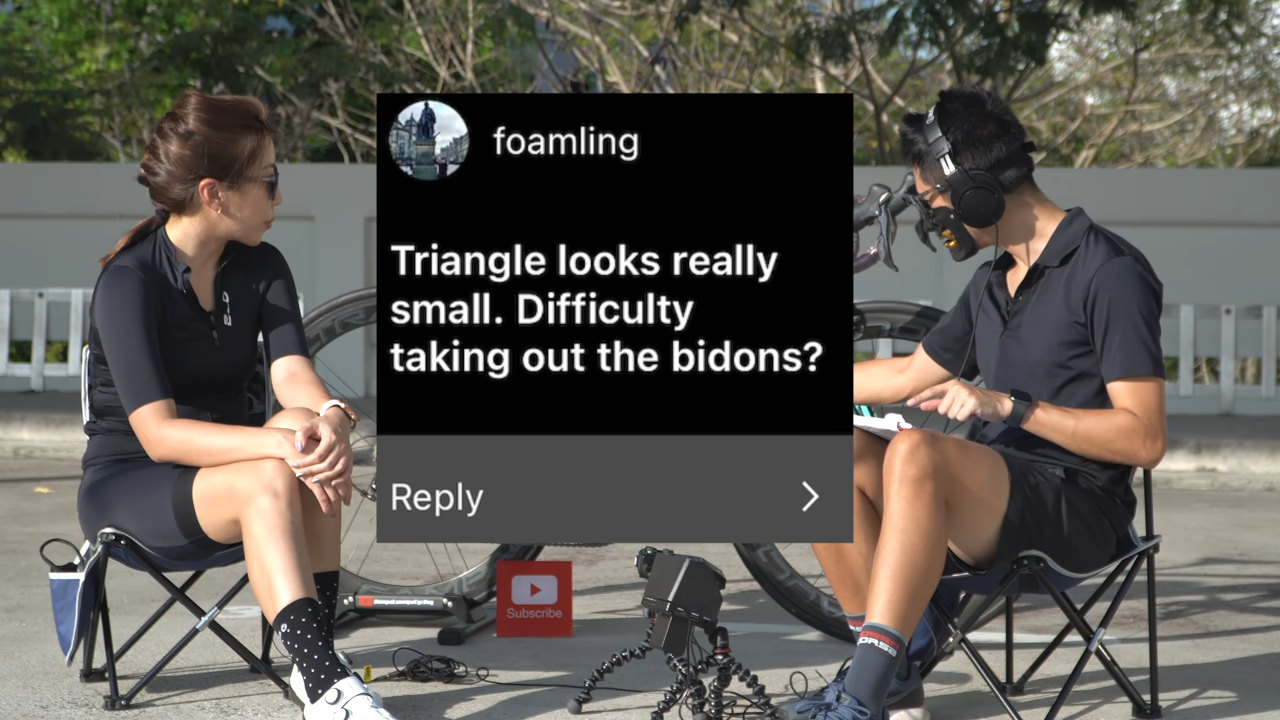 foamling
Triangle looks really
small. Difficulty
taking out the bidons?
Reply
Subscribe